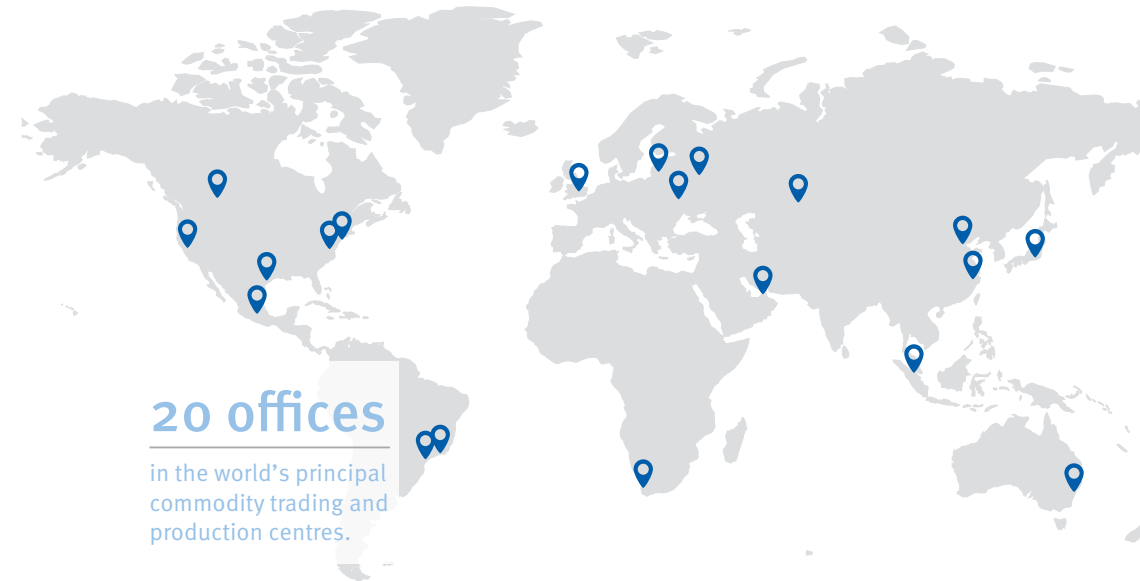 20 offices
in the world's principal
commodity trading and
production centres.